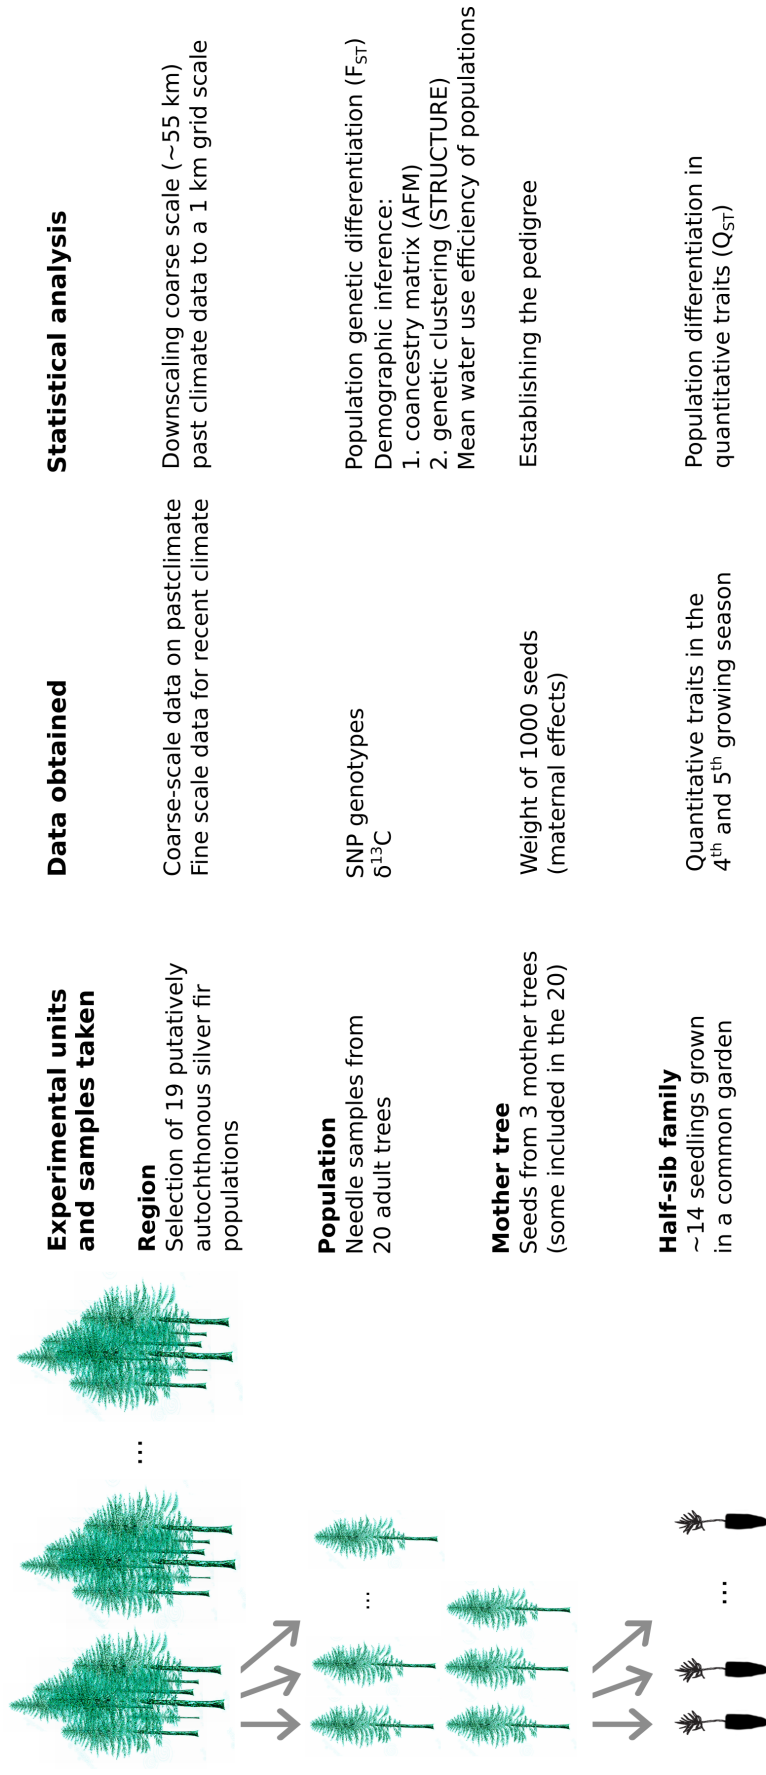 Experimental units
and samples taken
Data obtained
Statistical analysis
Region
Selection of 19 putatively
autochthonous silver fir
populations
Coarse-scale data on pastclimate
Fine scale data for recent climate
Downscaling coarse scale (~55 km)
past climate data to a 1 km grid scale
...
Population
Needle samples from
20 adult trees
SNP genotypes
δ¹³C
Population genetic differentiation (F_ST)
Demographic inference:
1. coancestry matrix (AFM)
2. genetic clustering (STRUCTURE)
Mean water use efficiency of populations
...
Mother tree
Seeds from 3 mother trees
(some included in the 20)
Weight of 1000 seeds
(maternal effects)
Establishing the pedigree
Half-sib family
~14 seedlings grown
in a common garden
Quantitative traits in the
4th and 5th growing season
Population differentiation in
quantitative traits (Q_ST)
...